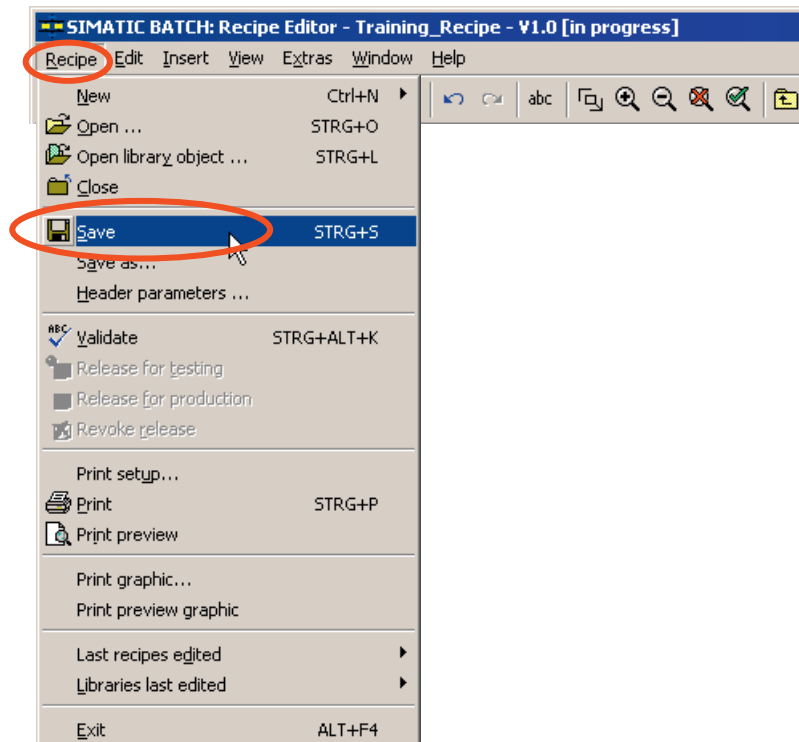 SIMATIC BATCH: Recipe Editor - Training_Recipe - V1.0 [in progress]
Recipe Edit Insert View Extras Window Help
abc
New Ctrl+N
Open ... STRG+O
Open library object ... STRG+L
Close
Save STRG+S
Save as...
Header parameters ...
ABC Validate STRG+ALT+K
Release for testing
Release for production
Revoke release
Print setup...
Print STRG+P
Print preview
Print graphic...
Print preview graphic
Last recipes edited
Libraries last edited
Exit ALT+F4